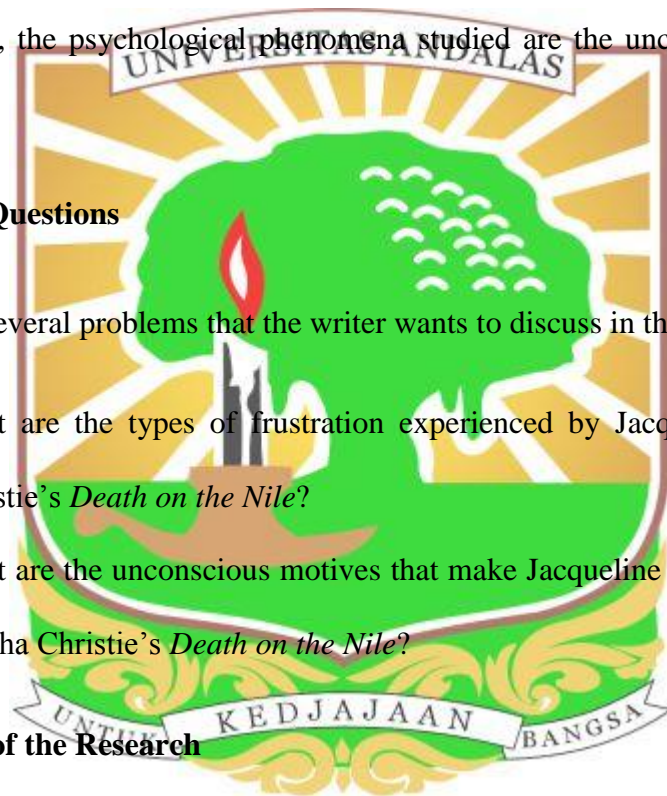 , the psychological phenomena studied are the unc
UNIVERSITAS ANDALAS
Questions
several problems that the writer wants to discuss in th
t are the types of frustration experienced by Jacq
stie's Death on the Nile?
t are the unconscious motives that make Jacqueline
tha Christie's Death on the Nile?
UNTUK KEDJAJAAN BANGSA
of the Research